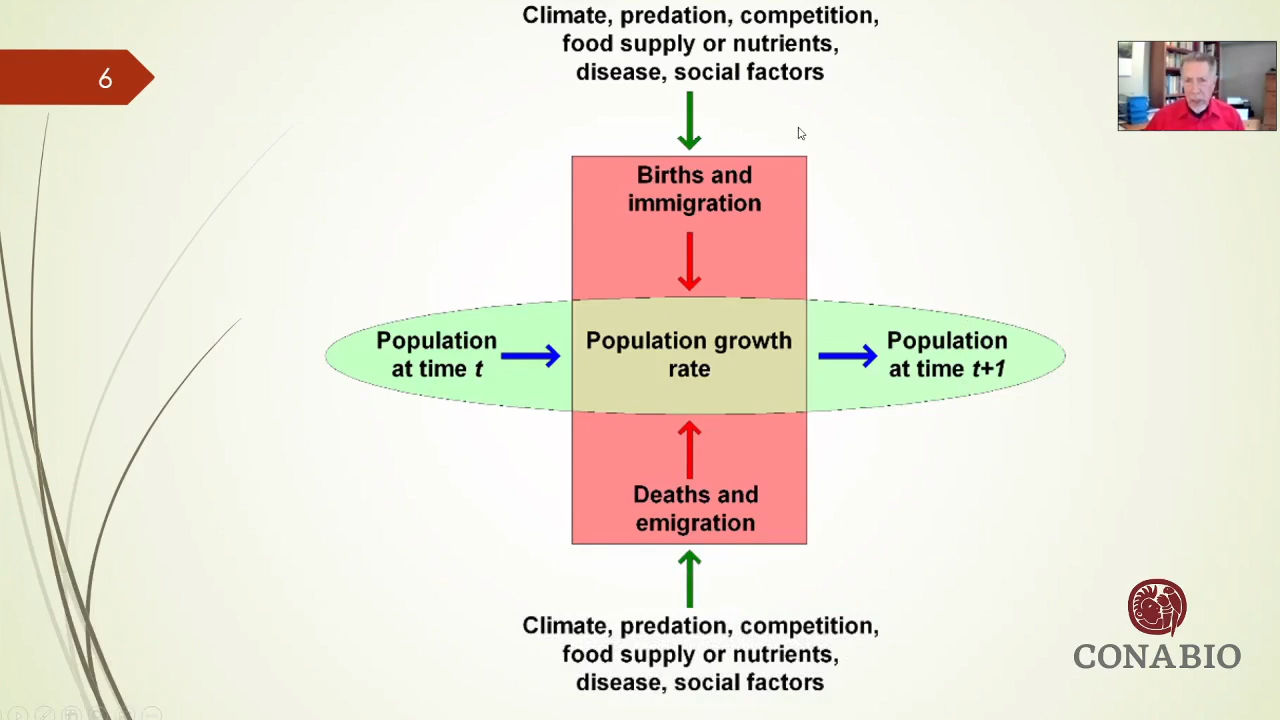 6
Climate, predation, competition,
food supply or nutrients,
disease, social factors
Births and
immigration
Population
at time t
Population growth
rate
Population
at time t+1
Deaths and
emigration
Climate, predation, competition,
food supply or nutrients,
disease, social factors
CONABIO